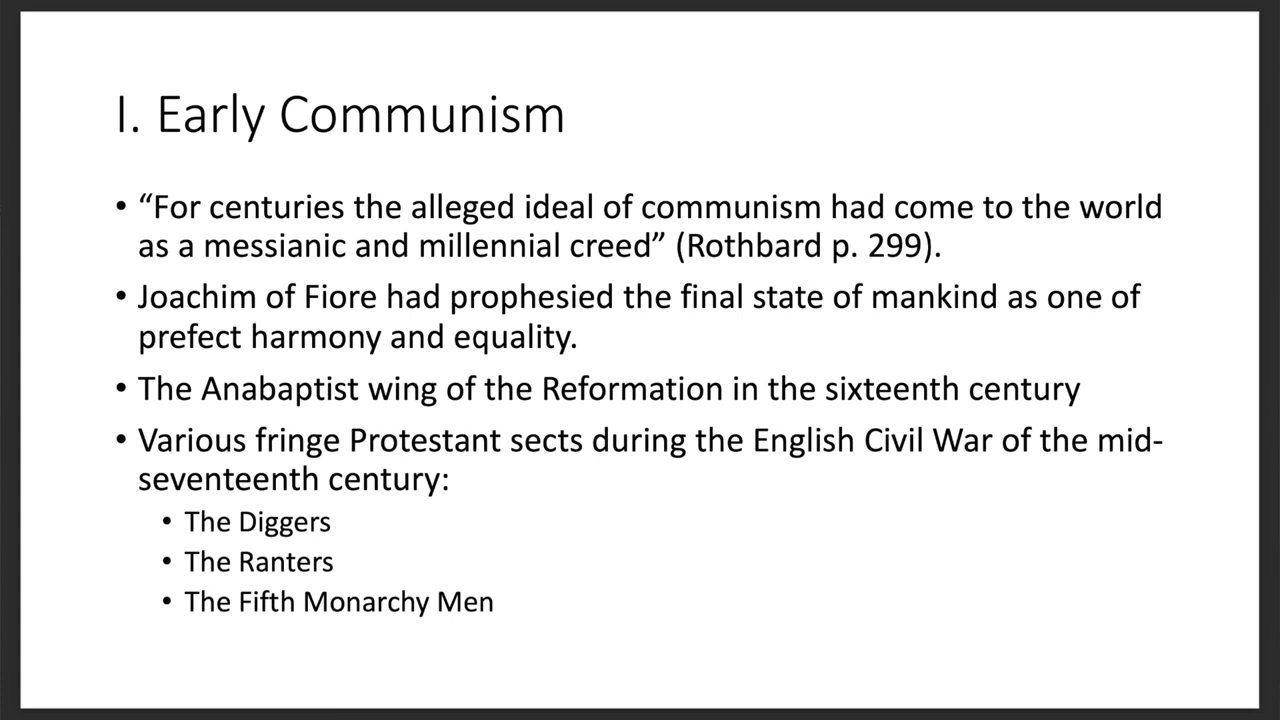 I. Early Communism
• “For centuries the alleged ideal of communism had come to the world
as a messianic and millennial creed” (Rothbard p. 299).
• Joachim of Fiore had prophesied the final state of mankind as one of
prefect harmony and equality.
• The Anabaptist wing of the Reformation in the sixteenth century
• Various fringe Protestant sects during the English Civil War of the mid-
seventeenth century:
• The Diggers
• The Ranters
• The Fifth Monarchy Men